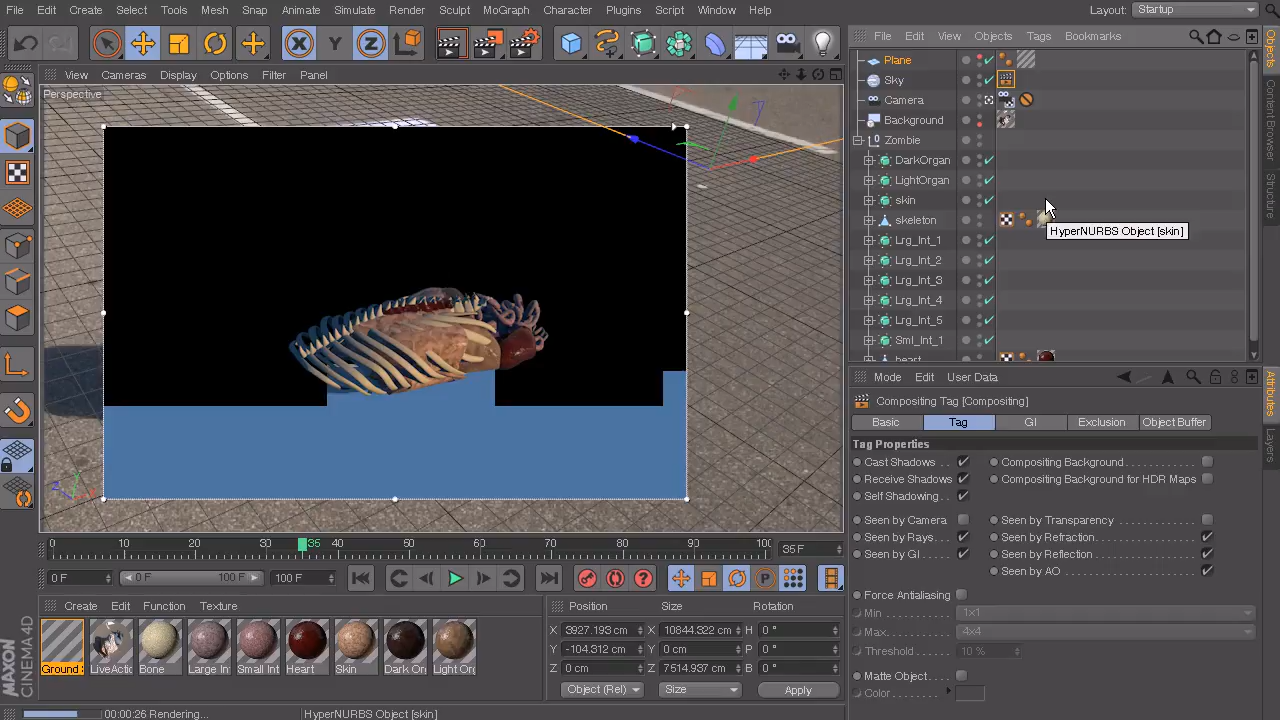 File Edit Create Select Tools Mesh Snap Animate Simulate Render Sculpt MoGraph Character Plugins Script Window Help
Layout: Startup
File Edit View Objects Tags Bookmarks
View Cameras Display Options Filter Panel
Perspective
X Y Z
Plane
Sky
Camera
Background
Zombie
DarkOrgan
LightOrgan
skin
skeleton
Lrg_Int_1
Lrg_Int_2
Lrg_Int_3
Lrg_Int_4
Lrg_Int_5
Sml_Int_1
heart
HyperNURBS Object [skin]
Objects
Content Browser
Structure
Attributes
Layers
Mode Edit User Data
Compositing Tag [Compositing]
Basic Tag GI Exclusion Object Buffer
Tag Properties
Cast Shadows Compositing Background
Receive Shadows Compositing Background for HDR Maps
Self Shadowing
Seen by Camera Seen by Transparency
Seen by Rays Seen by Refraction
Seen by GI Seen by Reflection
Seen by AO
Force Antialiasing
Min 1x1
Max 4x4
Threshold 10 %
Matte Object
Color
0 10 20 30 35 40 50 60 70 80 90 100 35 F
0 F 0 F 100 F 100 F
Create Edit Function Texture
Ground LiveActio Bone Large In Small Int Heart Skin Dark Or Light Or
Position Size Rotation
X 3927.193 cm X 10844.322 cm H 0 °
Y -104.312 cm Y 0 cm P 0 °
Z 0 cm Z 7514.937 cm B 0 °
Object (Rel) Size Apply
MAXON
CINEMA 4D
00:00:26 Rendering... HyperNURBS Object [skin]